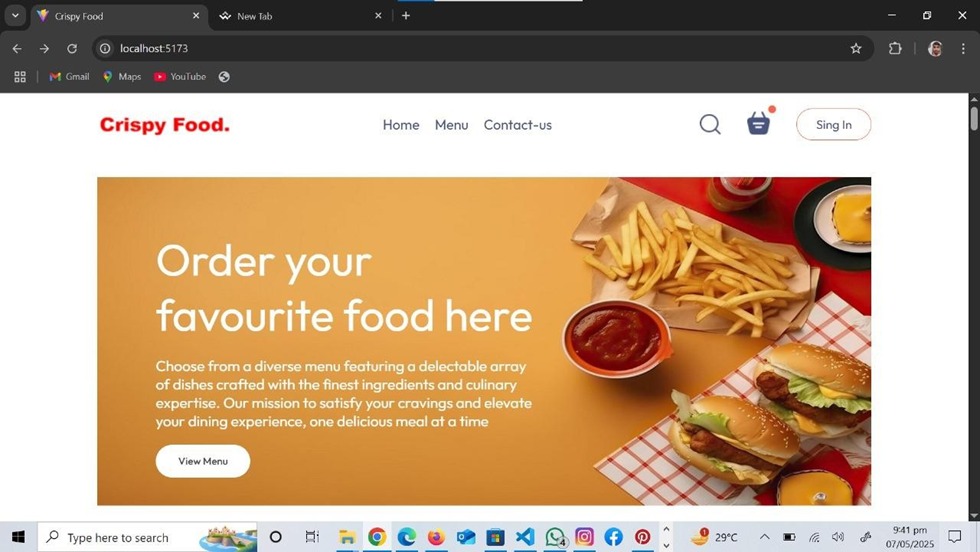 Crispy Food
New Tab
localhost:5173
Gmail
Maps
YouTube
Crispy Food.
Home
Menu
Contact-us
Sing In
Order your
favourite food here
Choose from a diverse menu featuring a delectable array
of dishes crafted with the finest ingredients and culinary
expertise. Our mission to satisfy your cravings and elevate
your dining experience, one delicious meal at a time
View Menu
Type here to search
4
1
29°C
9:41 pm
07/05/2025